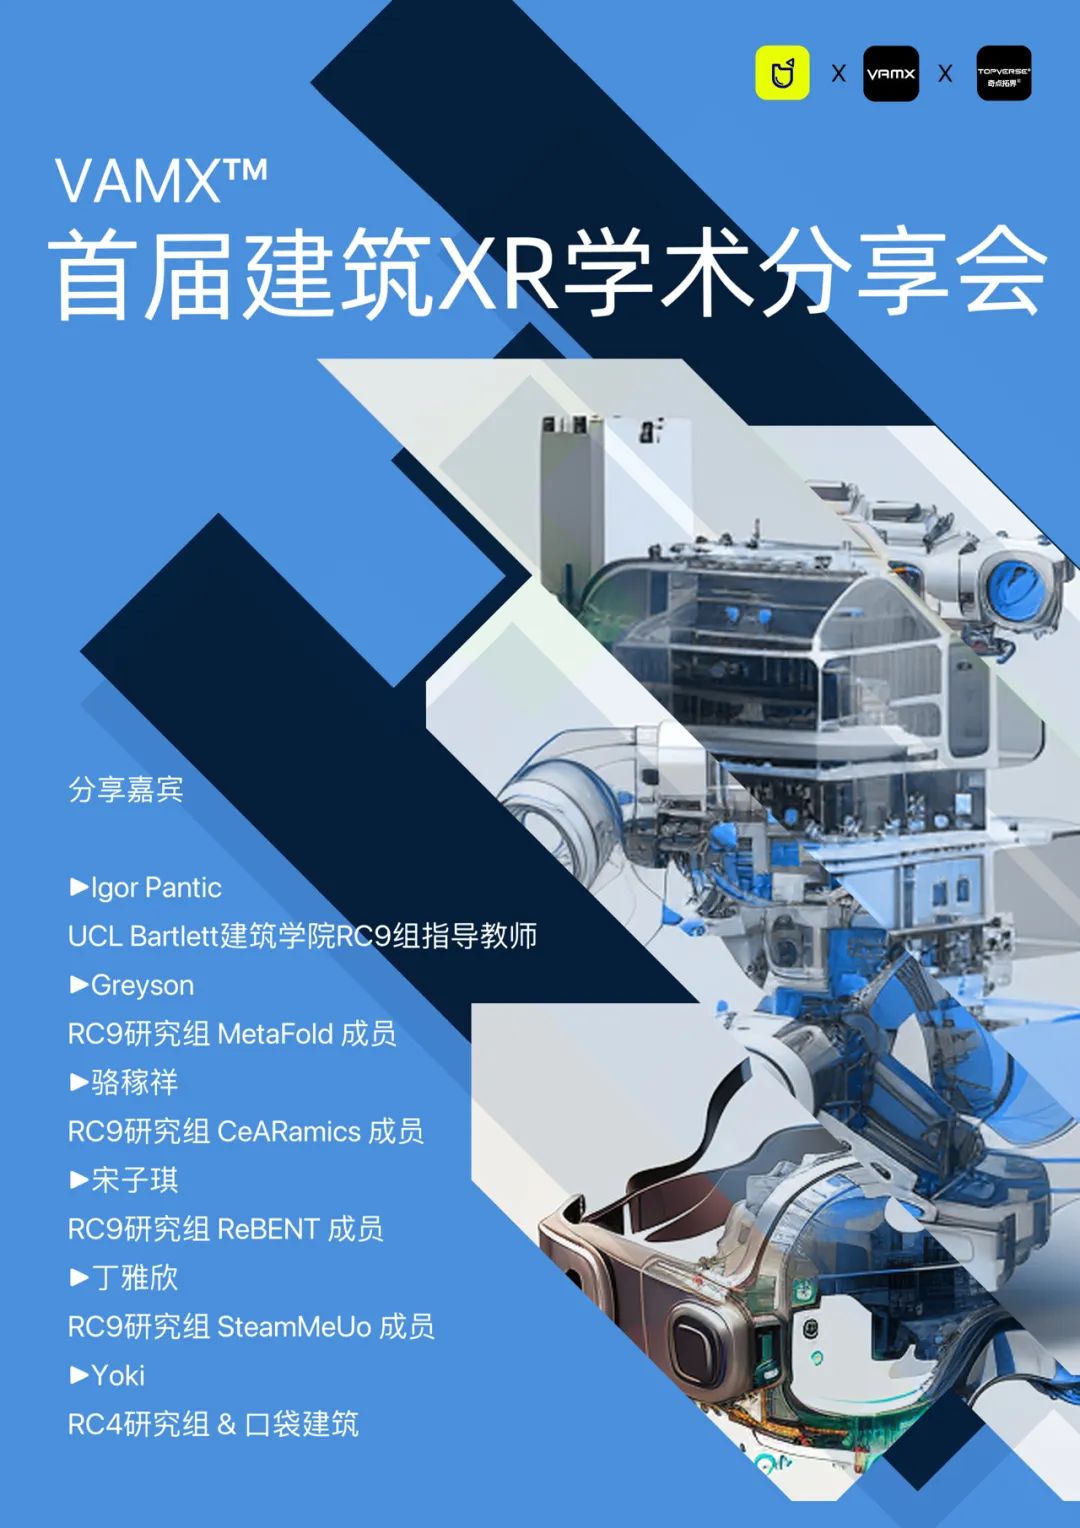 X VAMX X TOPVERSE® 奇点拓界®
VAMX™
首届建筑XR学术分享会
分享嘉宾
▶Igor Pantic
UCL Bartlett建筑学院RC9组指导教师
▶Greyson
RC9研究组 MetaFold 成员
▶骆稼祥
RC9研究组 CeARamics 成员
▶宋子琪
RC9研究组 ReBENT 成员
▶丁雅欣
RC9研究组 SteamMeUo 成员
▶Yoki
RC4研究组 & 口袋建筑